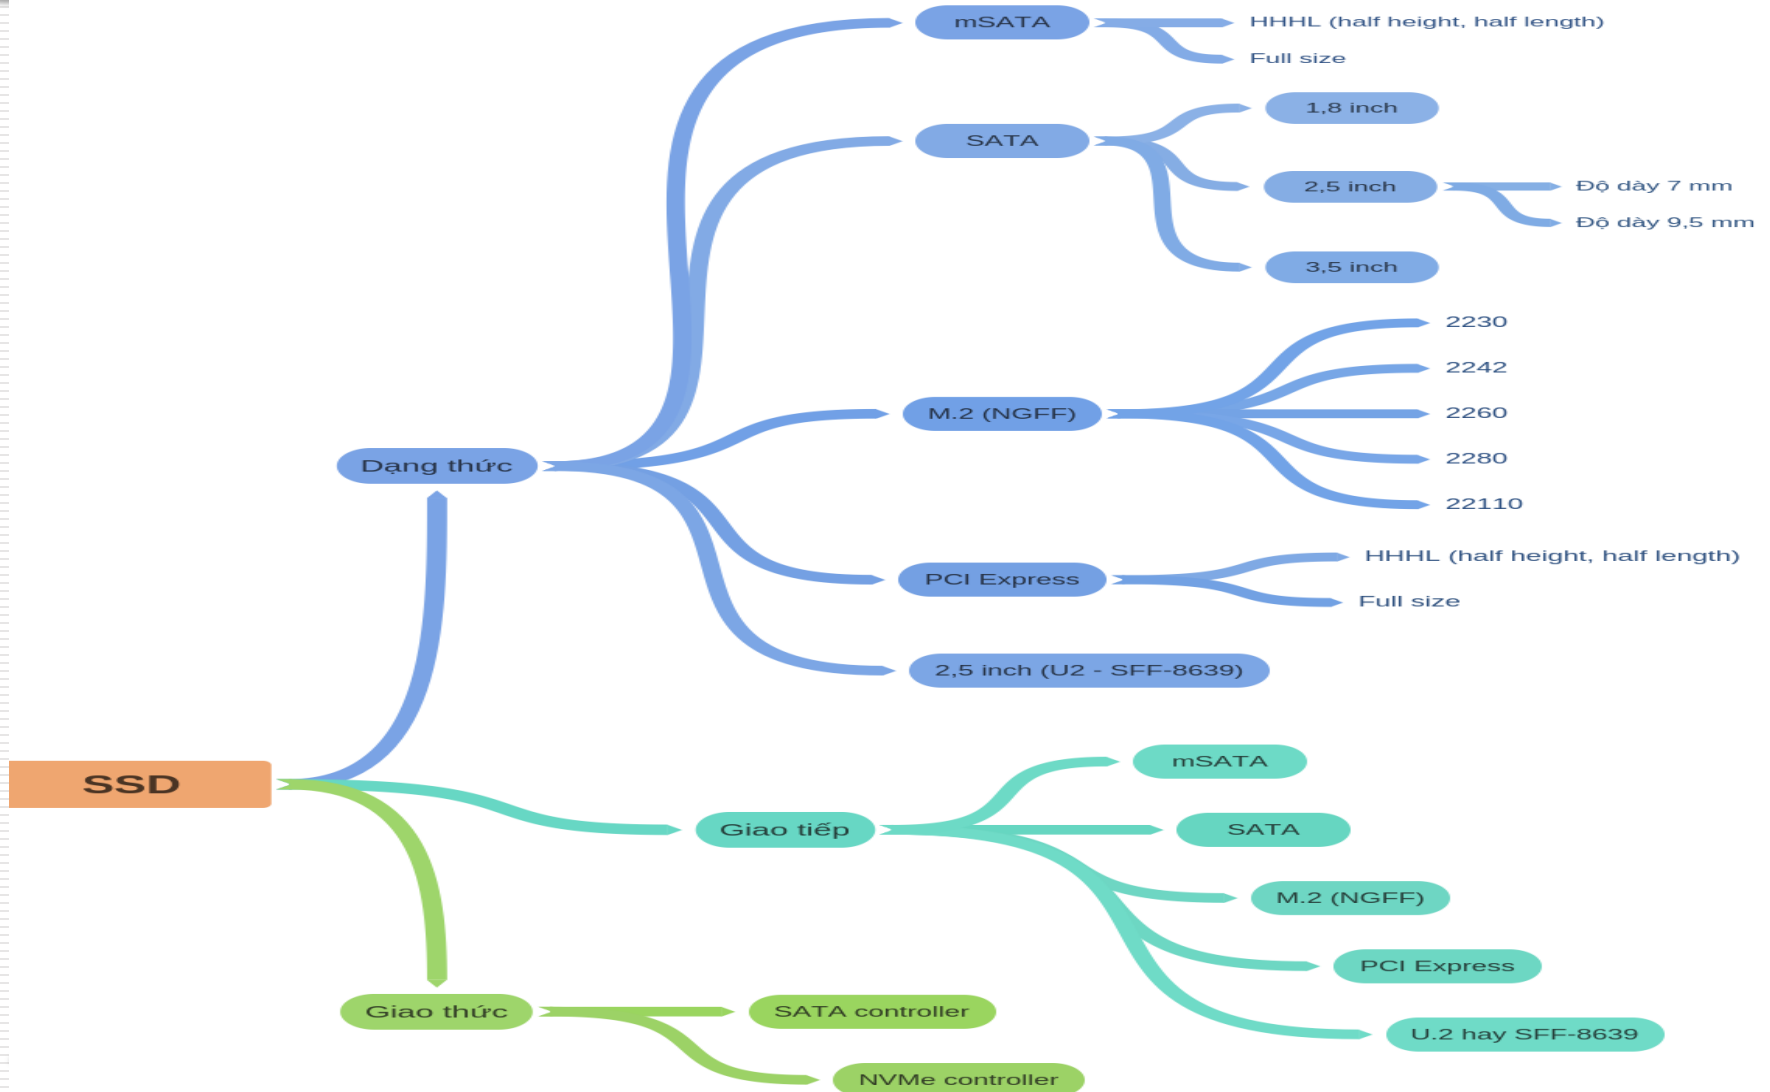 mSATA
HHHL (half height, half length)
Full size
SATA
1,8 inch
2,5 inch
Độ dày 7 mm
Độ dày 9,5 mm
3,5 inch
Dạng thức
M.2 (NGFF)
2230
2242
2260
2280
22110
PCI Express
HHHL (half height, half length)
Full size
2,5 inch (U2 - SFF-8639)
SSD
Giao tiếp
mSATA
SATA
M.2 (NGFF)
PCI Express
U.2 hay SFF-8639
Giao thức
SATA controller
NVMe controller